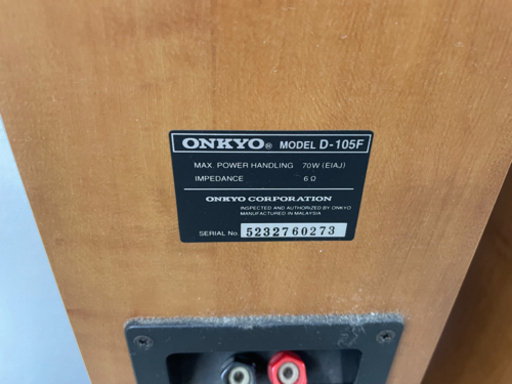 ONKYO® MODEL D-105F
MAX. POWER HANDLING 70W (EIAJ)
IMPEDANCE 6 Ω
ONKYO CORPORATION
INSPECTED AND AUTHORIZED BY ONKYO
MANUFACTURED IN MALAYSIA
SERIAL No. 5232760273